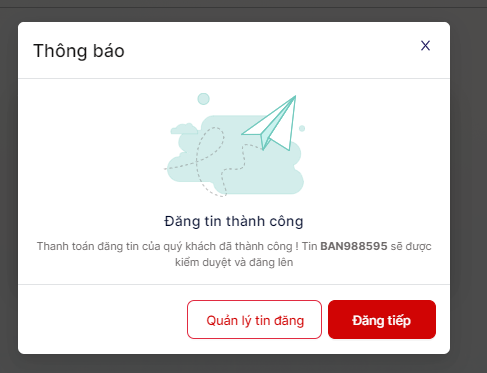 Thông báo
X
Đăng tin thành công
Thanh toán đăng tin của quý khách đã thành công ! Tin BAN988595 sẽ được
kiểm duyệt và đăng lên
Quản lý tin đăng
Đăng tiếp